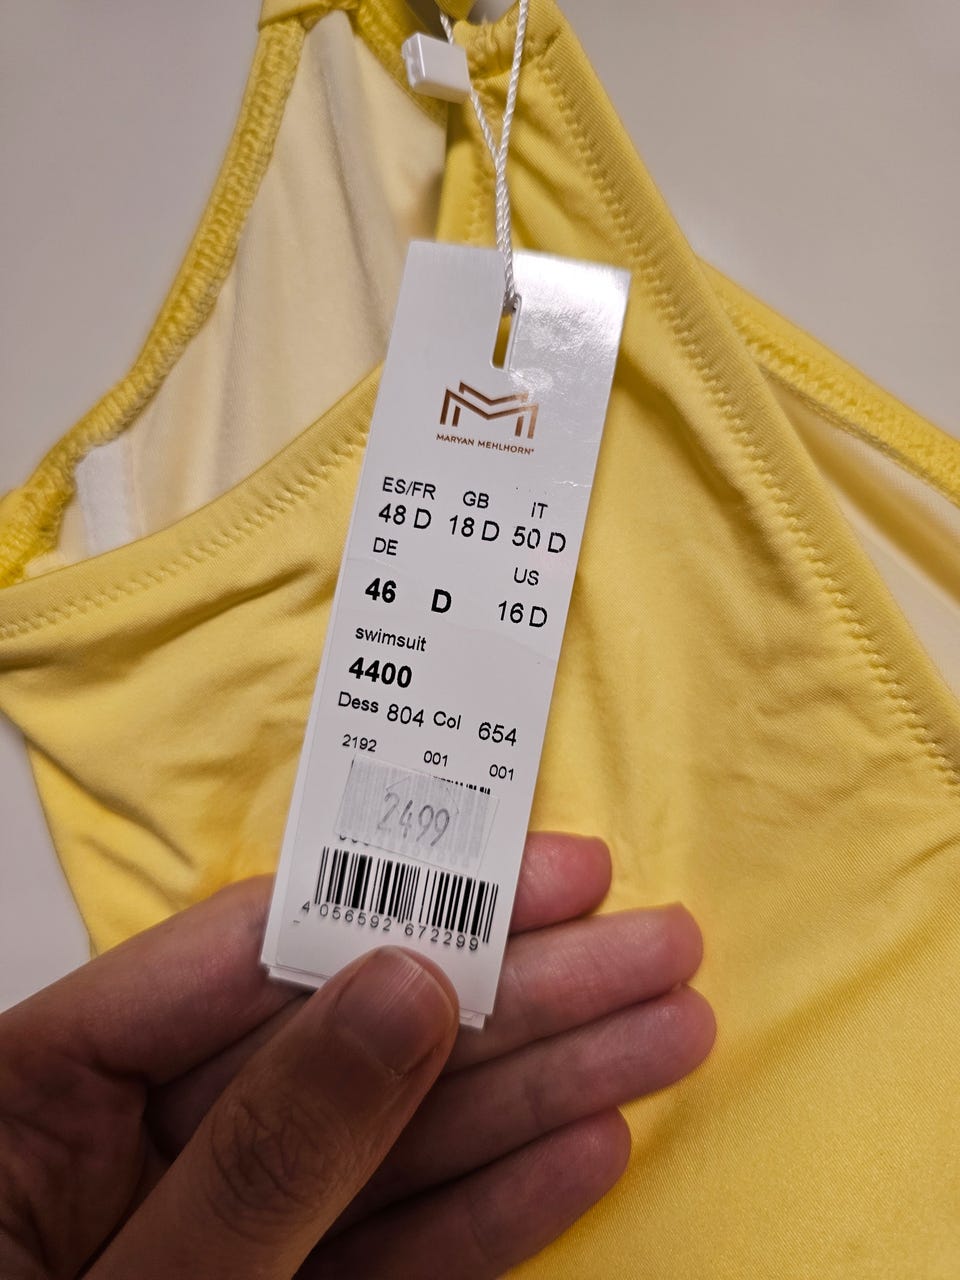 MARYAN MEHLHORN®
ES/FR GB IT
48 D 18 D 50 D
DE US
46 D 16 D
swimsuit
4400
Dess 804 Col 654
2192 001 001
2499
4 056592 672299